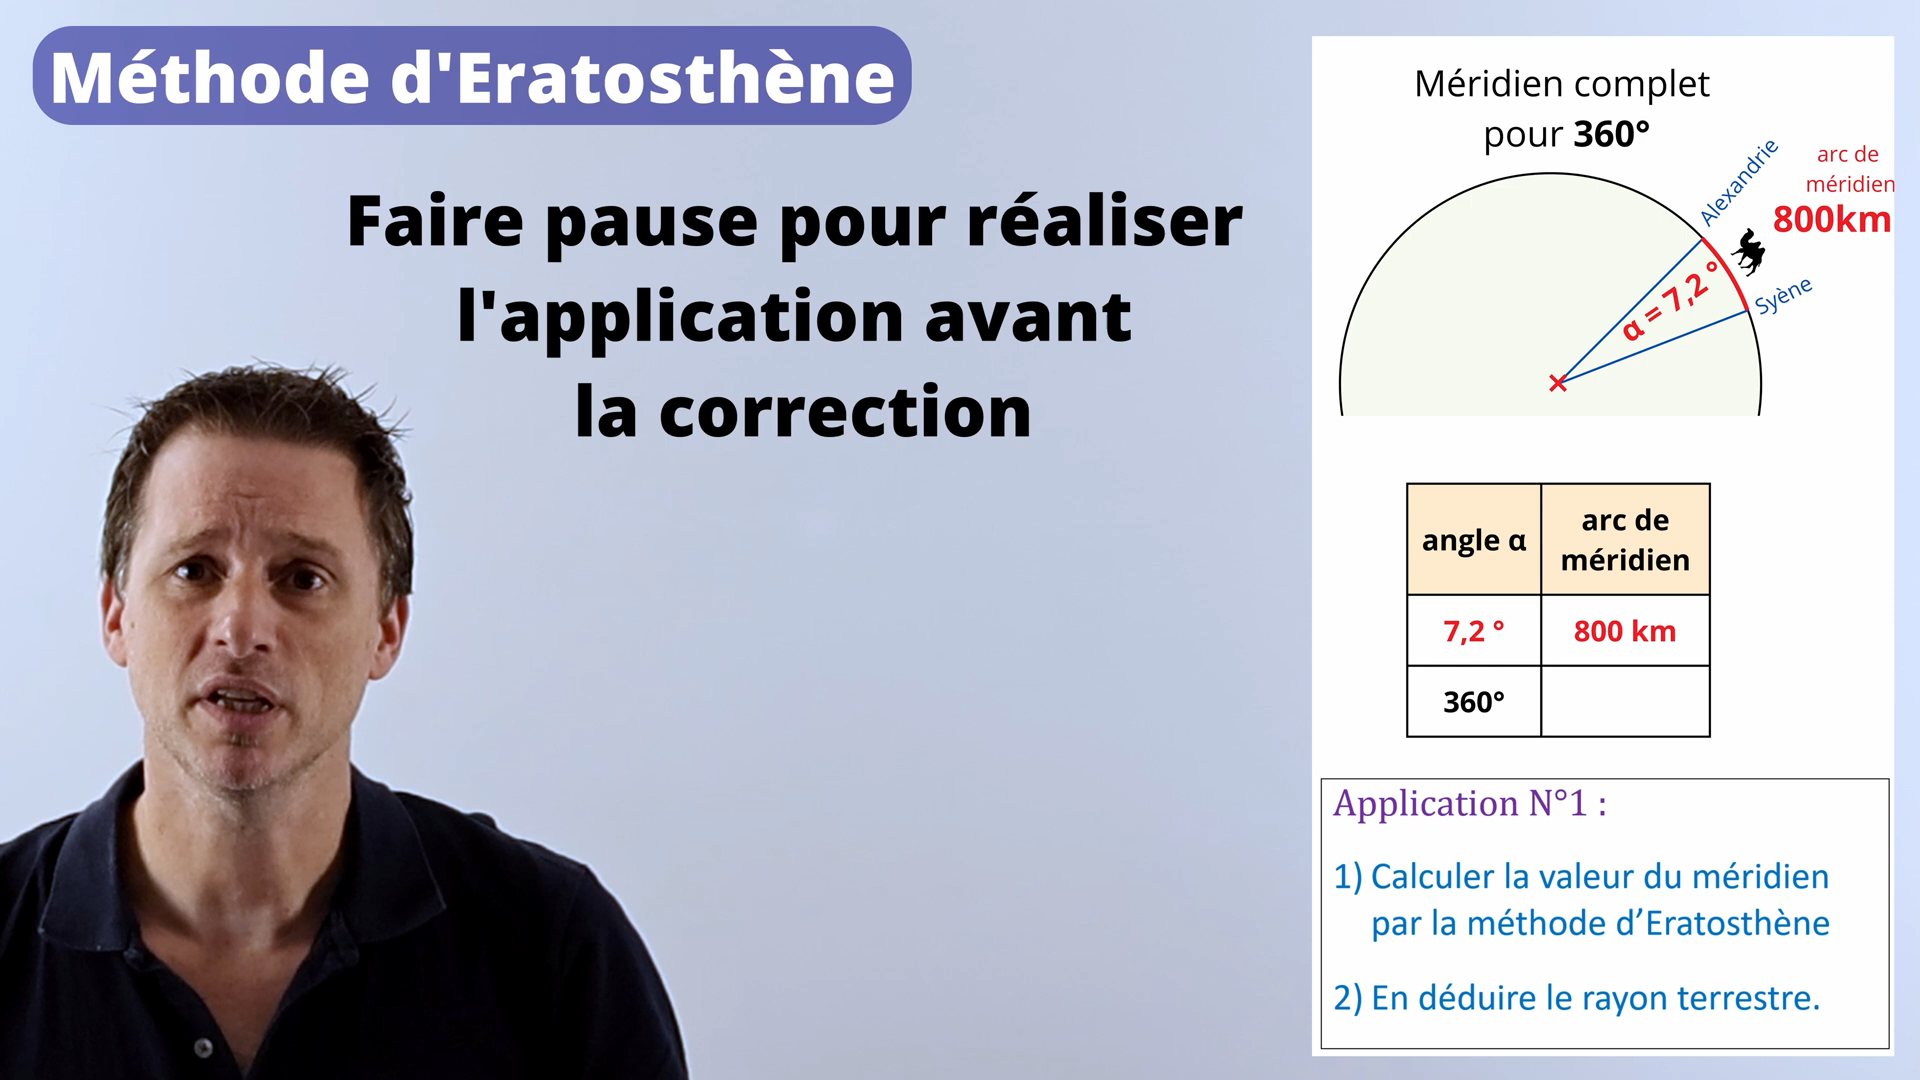 Méthode d'Eratosthène
Faire pause pour réaliser
l'application avant
la correction
Méridien complet
pour 360°
Alexandrie
arc de
méridien
800km
α = 7,2 °
Syène
angle α
arc de
méridien
7,2 °
800 km
360°
Application N°1 :
1) Calculer la valeur du méridien
par la méthode d’Eratosthène
2) En déduire le rayon terrestre.